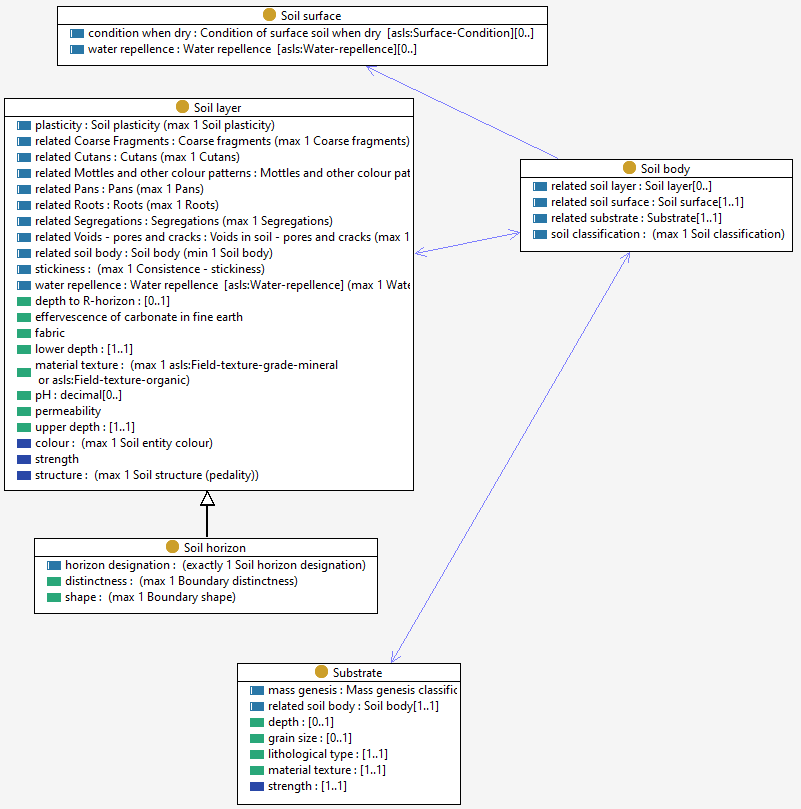 Soil surface
condition when dry : Condition of surface soil when dry [asls:Surface-Condition][0..]
water repellence : Water repellence [asls:Water-repellence][0..]
Soil layer
plasticity : Soil plasticity (max 1 Soil plasticity)
related Coarse Fragments : Coarse fragments (max 1 Coarse fragments)
related Cutans : Cutans (max 1 Cutans)
related Mottles and other colour patterns : Mottles and other colour pat
related Pans : Pans (max 1 Pans)
related Roots : Roots (max 1 Roots)
related Segregations : Segregations (max 1 Segregations)
related Voids - pores and cracks : Voids in soil - pores and cracks (max 1
related soil body : Soil body (min 1 Soil body)
stickiness : (max 1 Consistence - stickiness)
water repellence : Water repellence [asls:Water-repellence] (max 1 Wate
depth to R-horizon : [0..1]
effervescence of carbonate in fine earth
fabric
lower depth : [1..1]
material texture : (max 1 asls:Field-texture-grade-mineral
or asls:Field-texture-organic)
pH : decimal[0..]
permeability
upper depth : [1..1]
colour : (max 1 Soil entity colour)
strength
structure : (max 1 Soil structure (pedality))
Soil body
related soil layer : Soil layer[0..]
related soil surface : Soil surface[1..1]
related substrate : Substrate[1..1]
soil classification : (max 1 Soil classification)
Soil horizon
horizon designation : (exactly 1 Soil horizon designation)
distinctness : (max 1 Boundary distinctness)
shape : (max 1 Boundary shape)
Substrate
mass genesis : Mass genesis classific
related soil body : Soil body[1..1]
depth : [0..1]
grain size : [0..1]
lithological type : [1..1]
material texture : [1..1]
strength : [1..1]